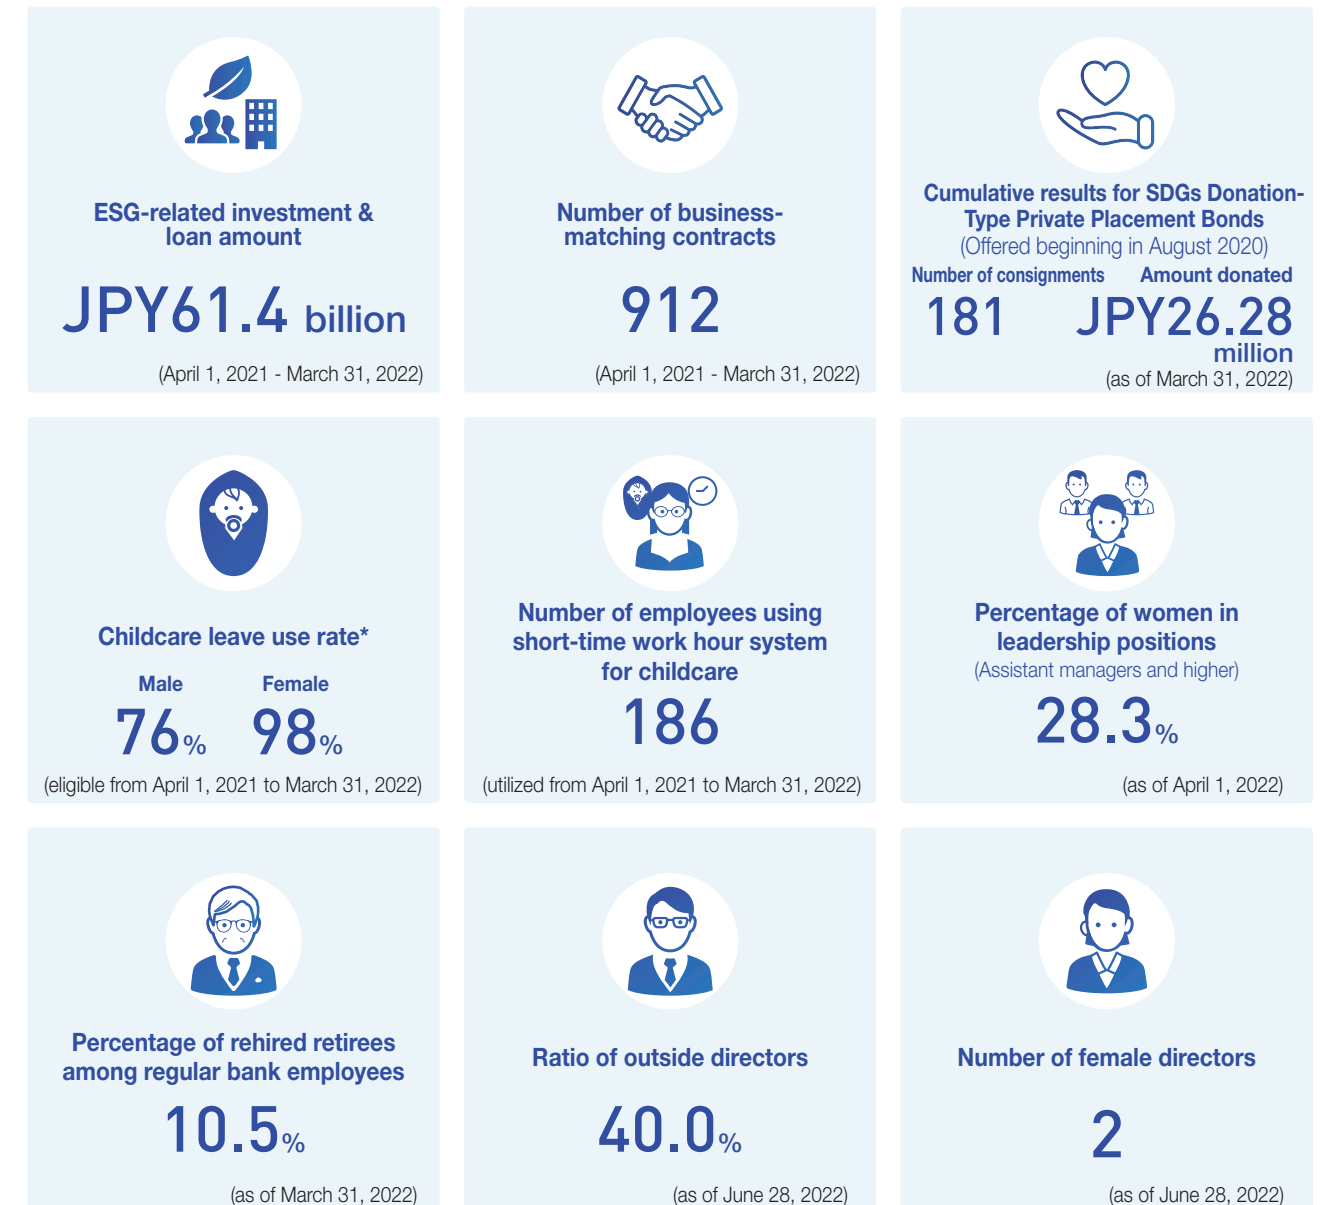 ESG-related investment &
loan amount
JPY61.4 billion
(April 1, 2021 - March 31, 2022)
Number of business-
matching contracts
912
(April 1, 2021 - March 31, 2022)
Cumulative results for SDGs Donation-
Type Private Placement Bonds
(Offered beginning in August 2020)
Number of consignments Amount donated
181 JPY26.28
million
(as of March 31, 2022)
Childcare leave use rate*
Male Female
76% 98%
(eligible from April 1, 2021 to March 31, 2022)
Number of employees using
short-time work hour system
for childcare
186
(utilized from April 1, 2021 to March 31, 2022)
Percentage of women in
leadership positions
(Assistant managers and higher)
28.3%
(as of April 1, 2022)
Percentage of rehired retirees
among regular bank employees
10.5%
(as of March 31, 2022)
Ratio of outside directors
40.0%
(as of June 28, 2022)
Number of female directors
2
(as of June 28, 2022)